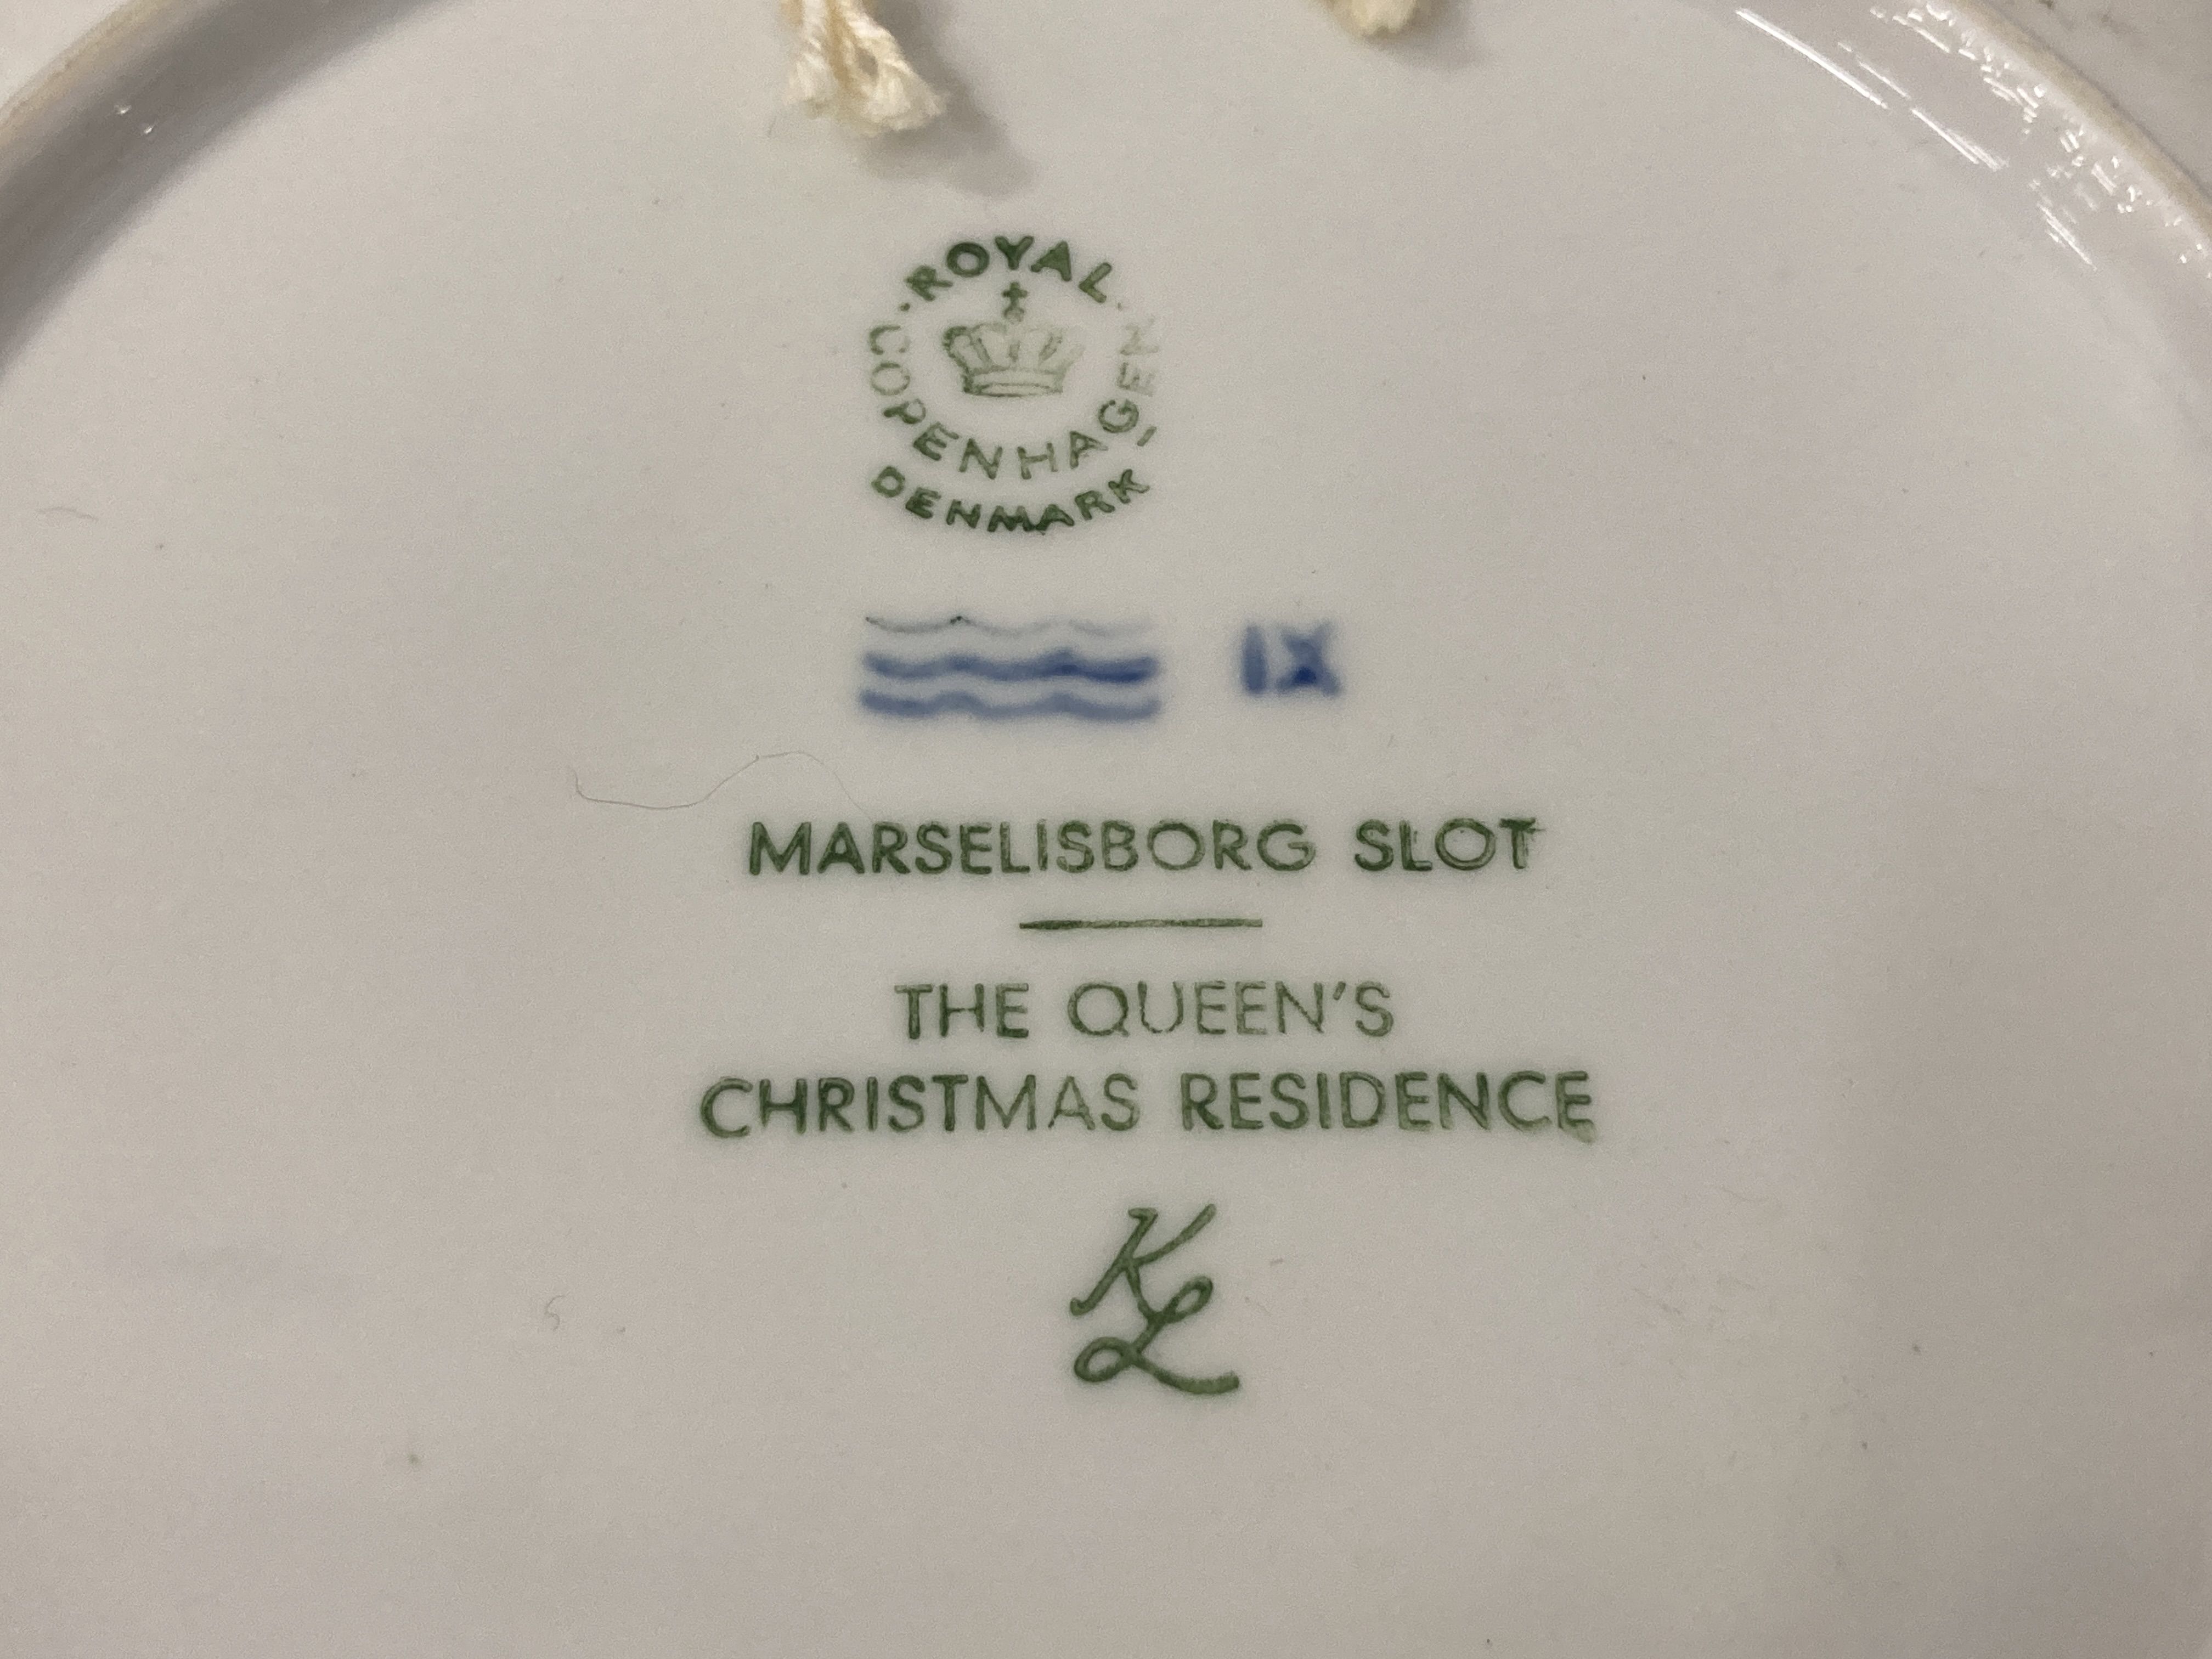 · ROYAL ·
COPENHAGEN
DENMARK
IX
MARSELISBORG SLOT
THE QUEEN'S
CHRISTMAS RESIDENCE
KL